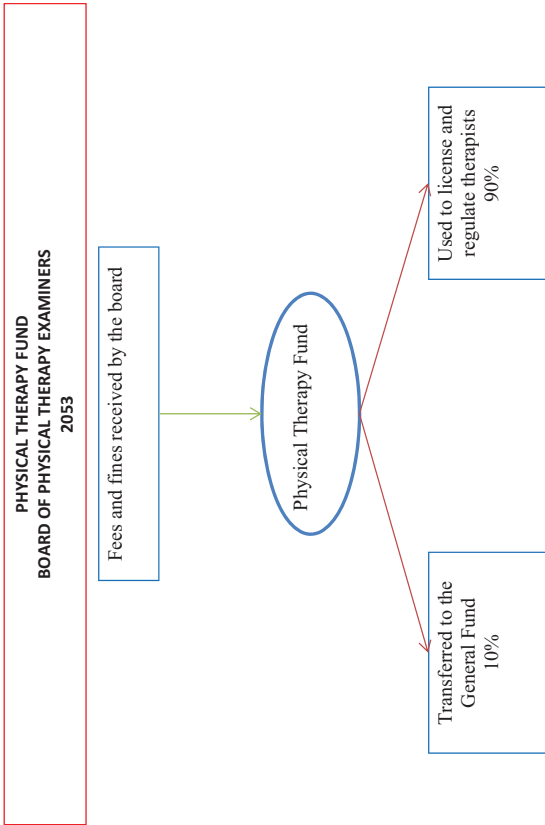 PHYSICAL THERAPY FUND
BOARD OF PHYSICAL THERAPY EXAMINERS
2053
Fees and fines received by the board
Physical Therapy Fund
Transferred to the
General Fund
10%
Used to license and
regulate therapists
90%